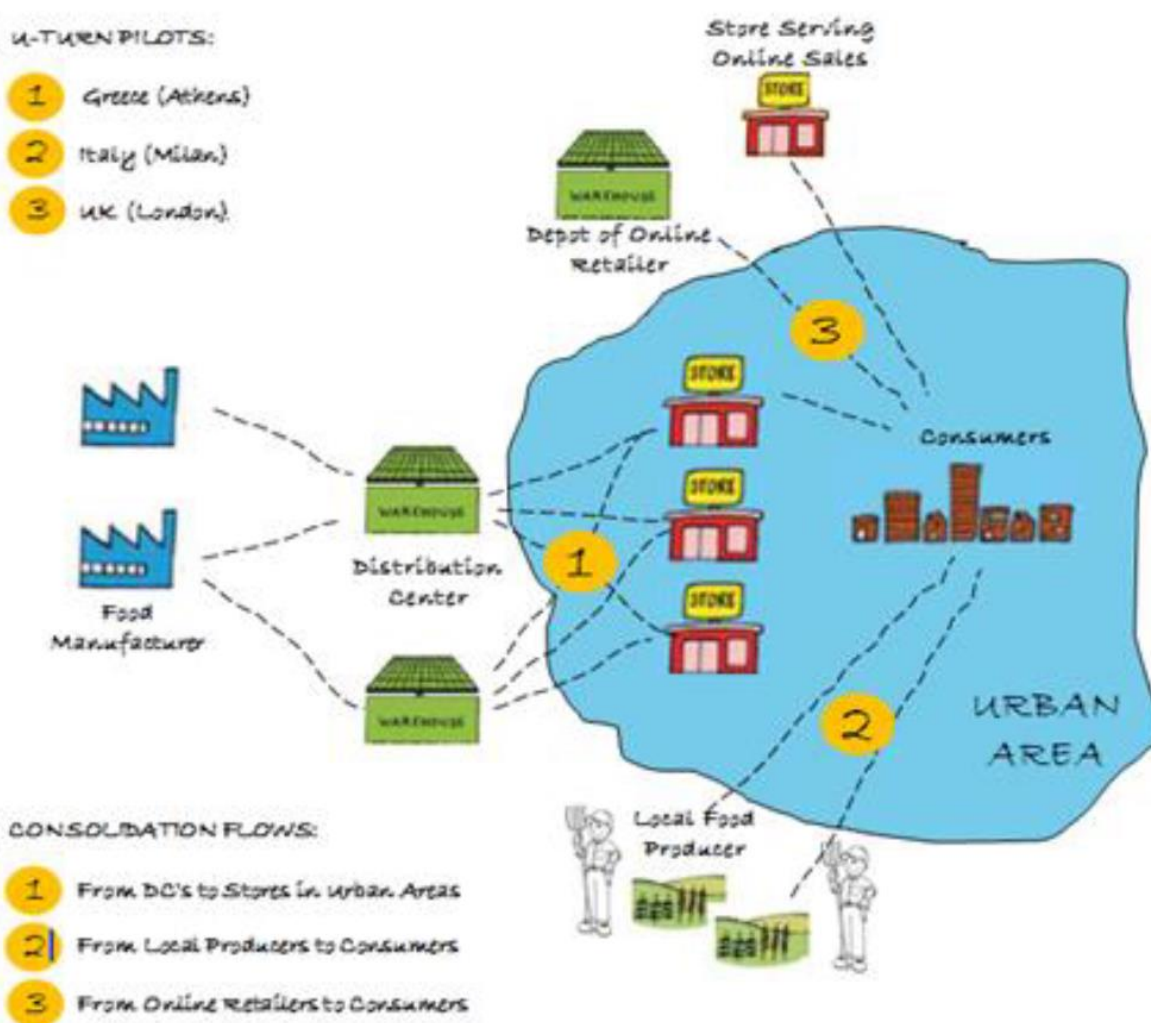 U-TURN PILOTS:
1 Greece (Athens)
2 Italy (Milan)
3 UK (London)
Store Serving
Online Sales
STORE
WAREHOUSE
Depot of Online
Retailer
3
STORE
Consumers
WAREHOUSE
STORE
Distribution
Center
1
STORE
Food
Manufacturer
WAREHOUSE
2
URBAN
AREA
Local Food
Producer
CONSOLIDATION FLOWS:
1 From DC's to Stores in Urban Areas
2 From Local Producers to Consumers
3 From Online Retailers to Consumers